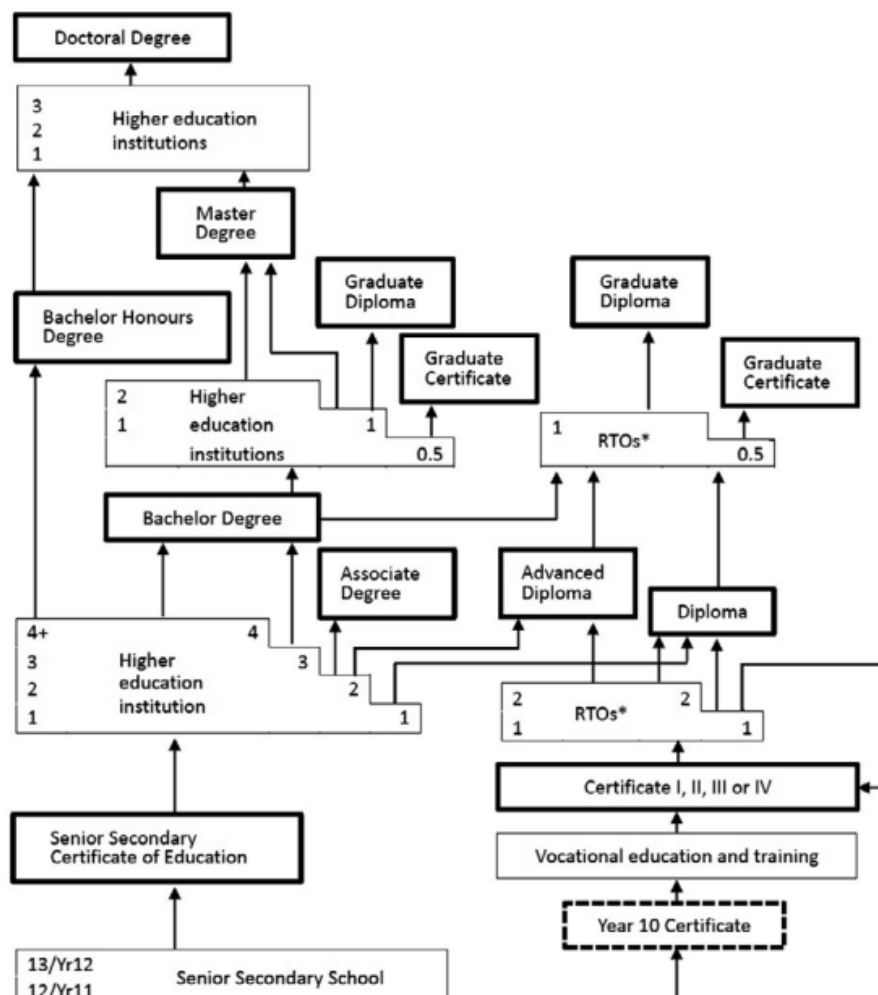 Doctoral Degree
3
2
1
Higher education
institutions
Master
Degree
Graduate
Diploma
Graduate
Diploma
Bachelor Honours
Degree
Graduate
Certificate
Graduate
Certificate
2
1
Higher
education
institutions
1
0.5
1
RTOs*
0.5
Bachelor Degree
Associate
Degree
Advanced
Diploma
Diploma
4+
3
2
1
Higher
education
institution
4
3
2
1
2
1
RTOs*
2
1
Certificate I, II, III or IV
Senior Secondary
Certificate of Education
Vocational education and training
Year 10 Certificate
13/Yr12
12/Yr11
Senior Secondary School